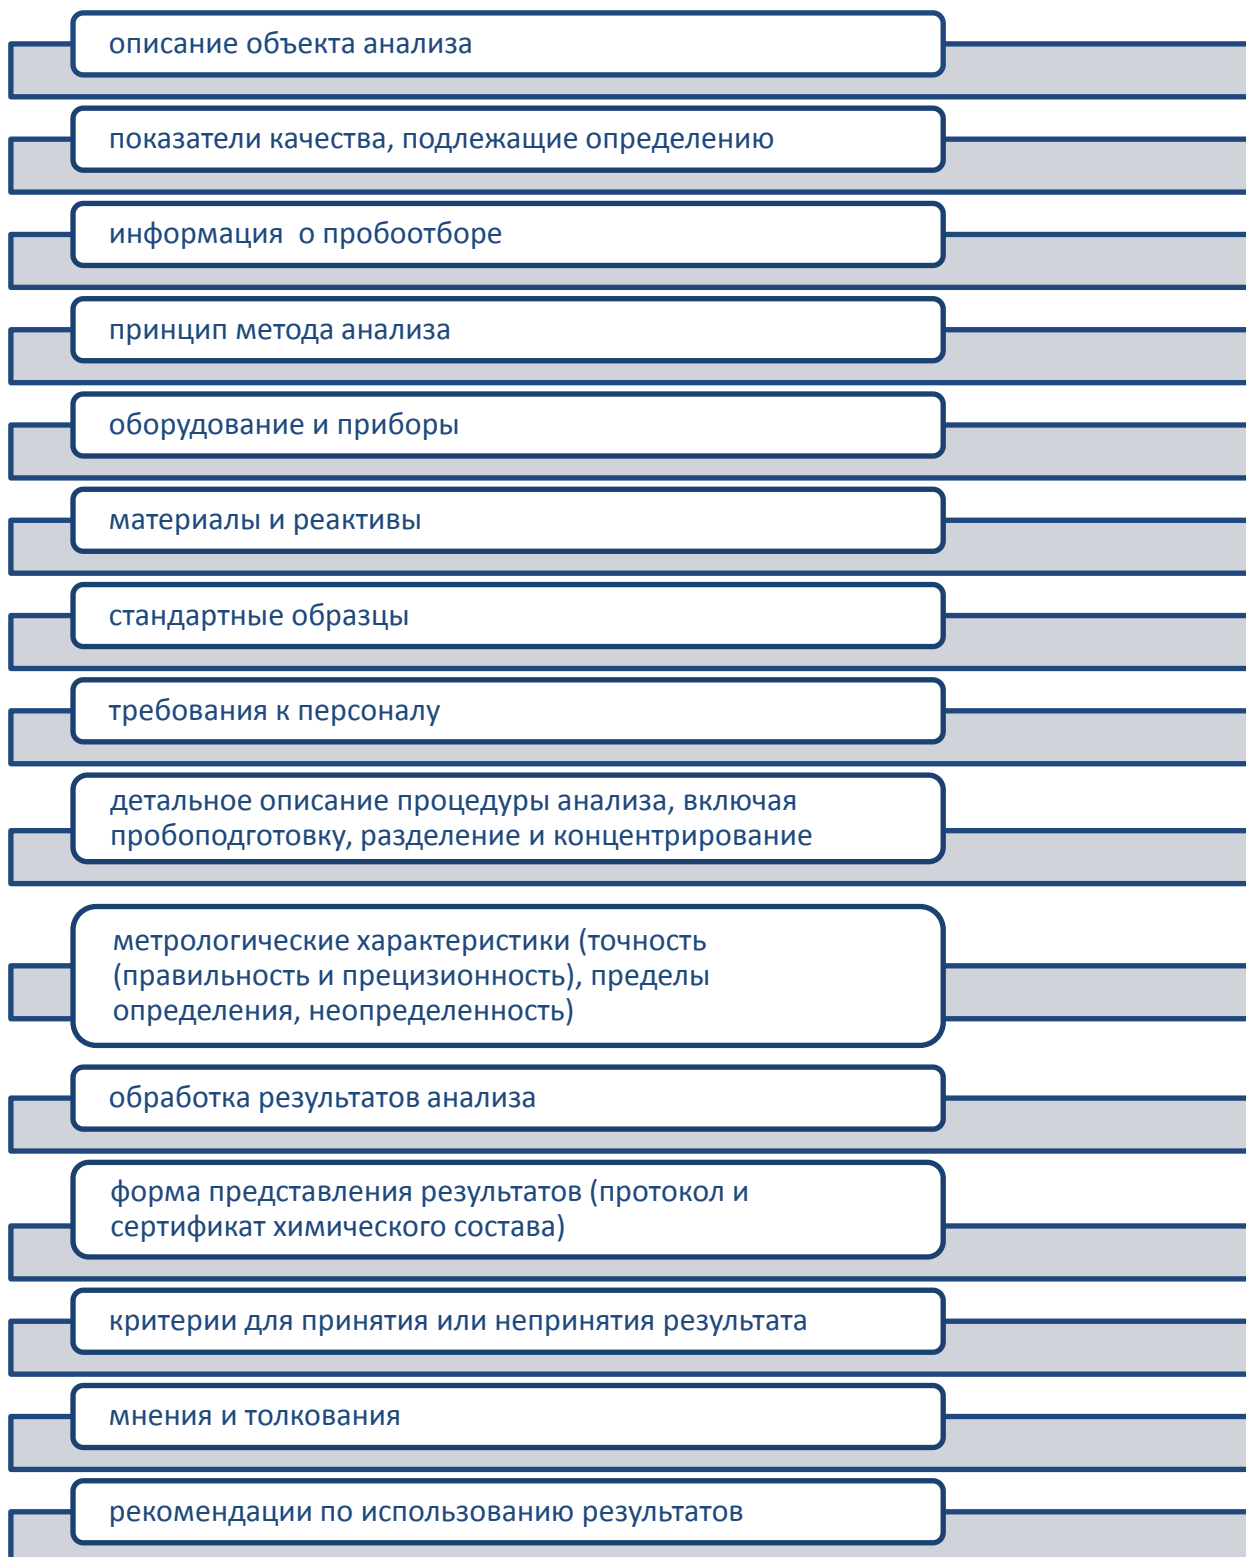 описание объекта анализа
показатели качества, подлежащие определению
информация о пробоотборе
принцип метода анализа
оборудование и приборы
материалы и реактивы
стандартные образцы
требования к персоналу
детальное описание процедуры анализа, включая
пробоподготовку, разделение и концентрирование
метрологические характеристики (точность
(правильность и прецизионность), пределы
определения, неопределенность)
обработка результатов анализа
форма представления результатов (протокол и
сертификат химического состава)
критерии для принятия или непринятия результата
мнения и толкования
рекомендации по использованию результатов